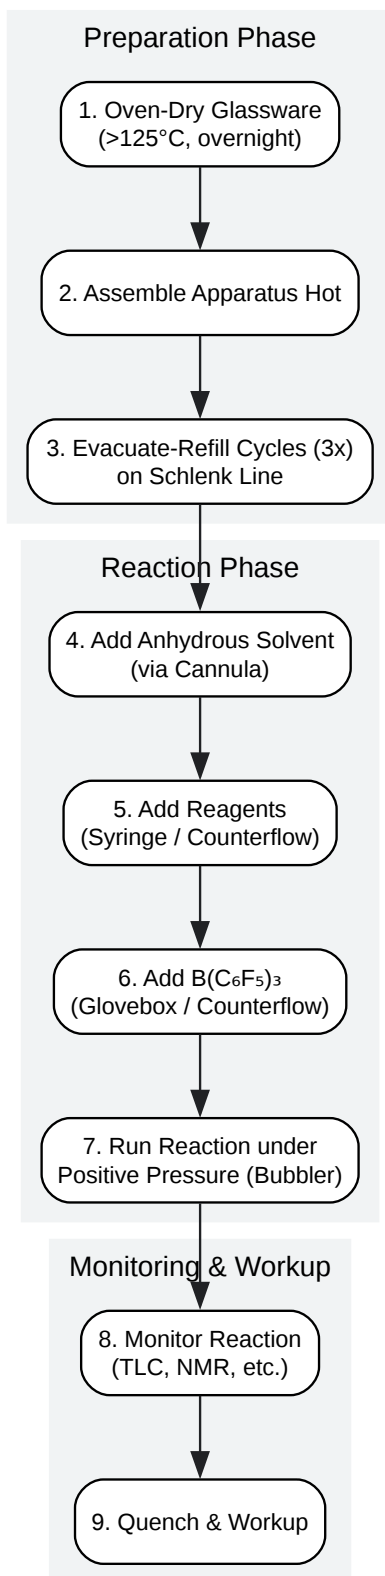 Preparation Phase
1. Oven-Dry Glassware
(>125°C, overnight)
2. Assemble Apparatus Hot
3. Evacuate-Refill Cycles (3x)
on Schlenk Line
Reaction Phase
4. Add Anhydrous Solvent
(via Cannula)
5. Add Reagents
(Syringe / Counterflow)
6. Add B(C₆F₅)₃
(Glovebox / Counterflow)
7. Run Reaction under
Positive Pressure (Bubbler)
Monitoring & Workup
8. Monitor Reaction
(TLC, NMR, etc.)
9. Quench & Workup